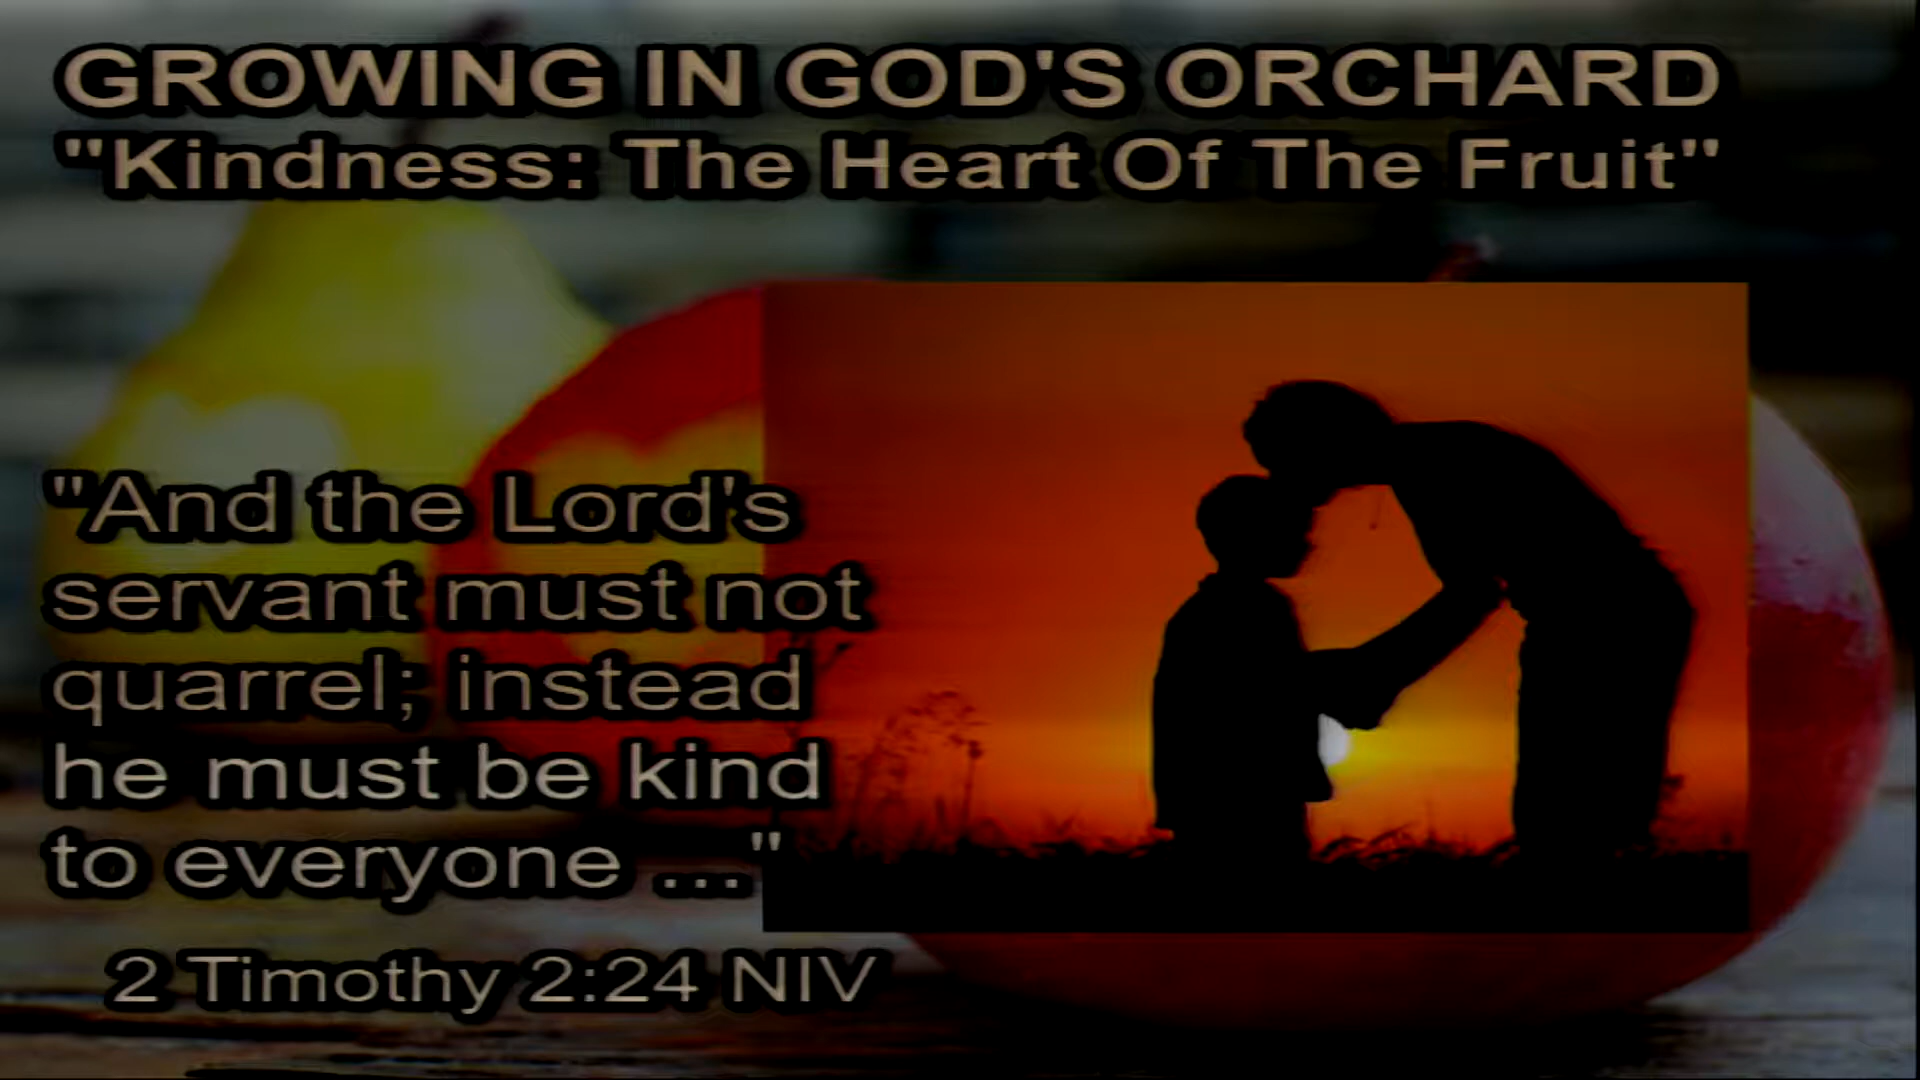 GROWING IN GOD'S ORCHARD
"Kindness: The Heart Of The Fruit"
"And the Lord's
servant must not
quarrel; instead
he must be kind
to everyone ..."
2 Timothy 2:24 NIV